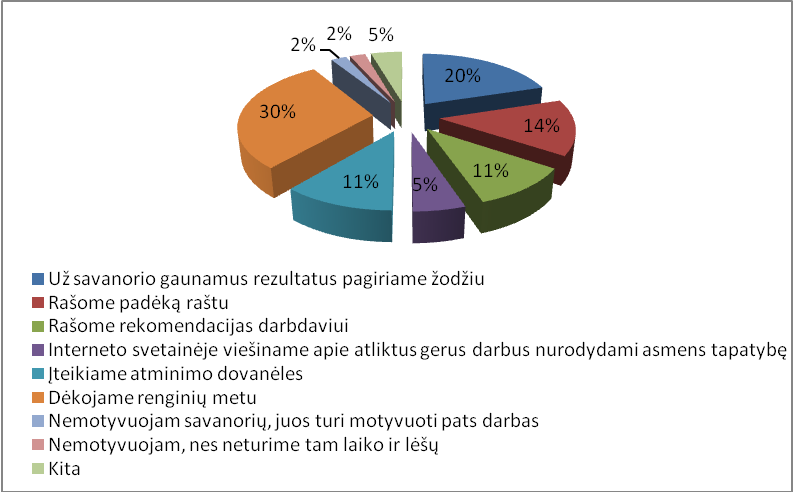 2%
5%
2%
20%
30%
14%
11%
11%
5%
Už savanorio gaunamus rezultatus pagiriame žodžiu
Rašome padėką raštu
Rašome rekomendacijas darbdaviui
Interneto svetainėje viešiname apie atliktus gerus darbus nurodydami asmens tapatybę
Įteikiame atminimo dovanėles
Dėkojame renginių metu
Nemotyvuojam savanorių, juos turi motyvuoti pats darbas
Nemotyvuojam, nes neturime tam laiko ir lėšų
Kita